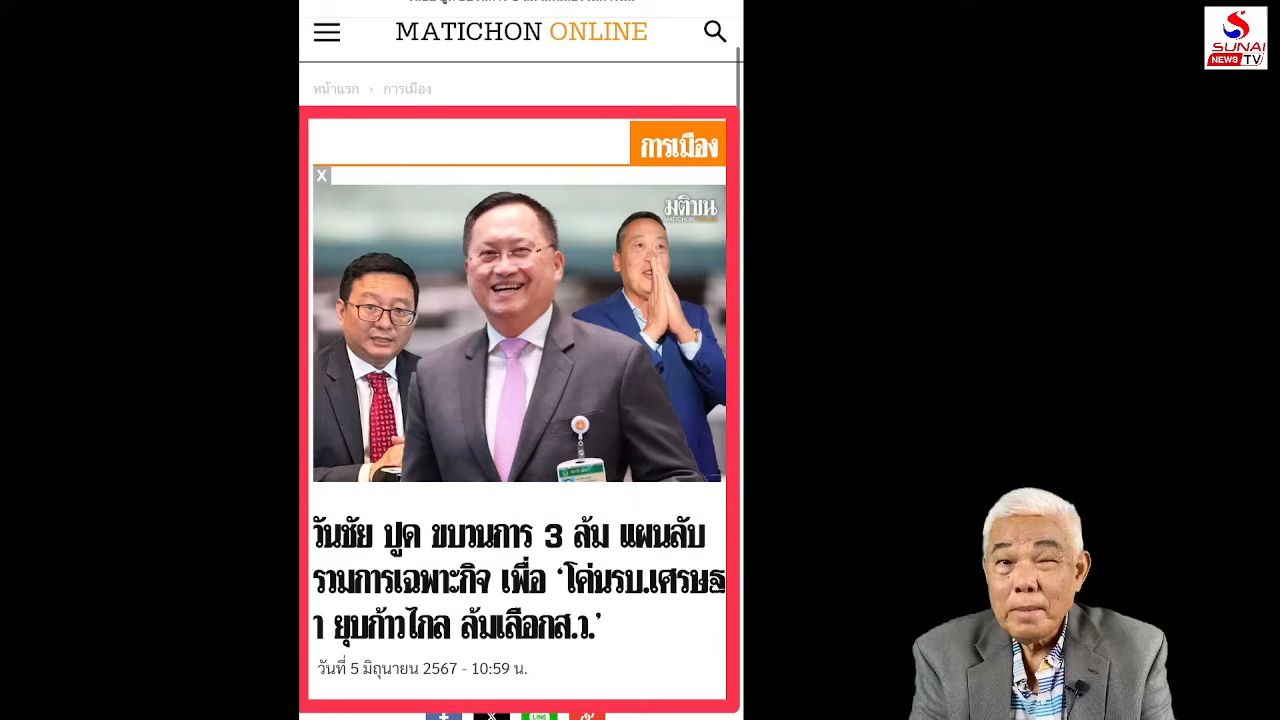 MATICHON ONLINE
SUNAI
NEWS TV
หน้าแรก › การเมือง
การเมือง
X
มติชน
MATICHON
วันชัย ปูด ขบวนการ 3 ล้ม แผนลับ
รวมการเฉพาะกิจ เพื่อ ‘โค่นรบ.เศรษฐ
า ยุบก้าวไกล ล้มเลือกส.ว.’
วันที่ 5 มิถุนายน 2567 - 10:59 น.
LINE